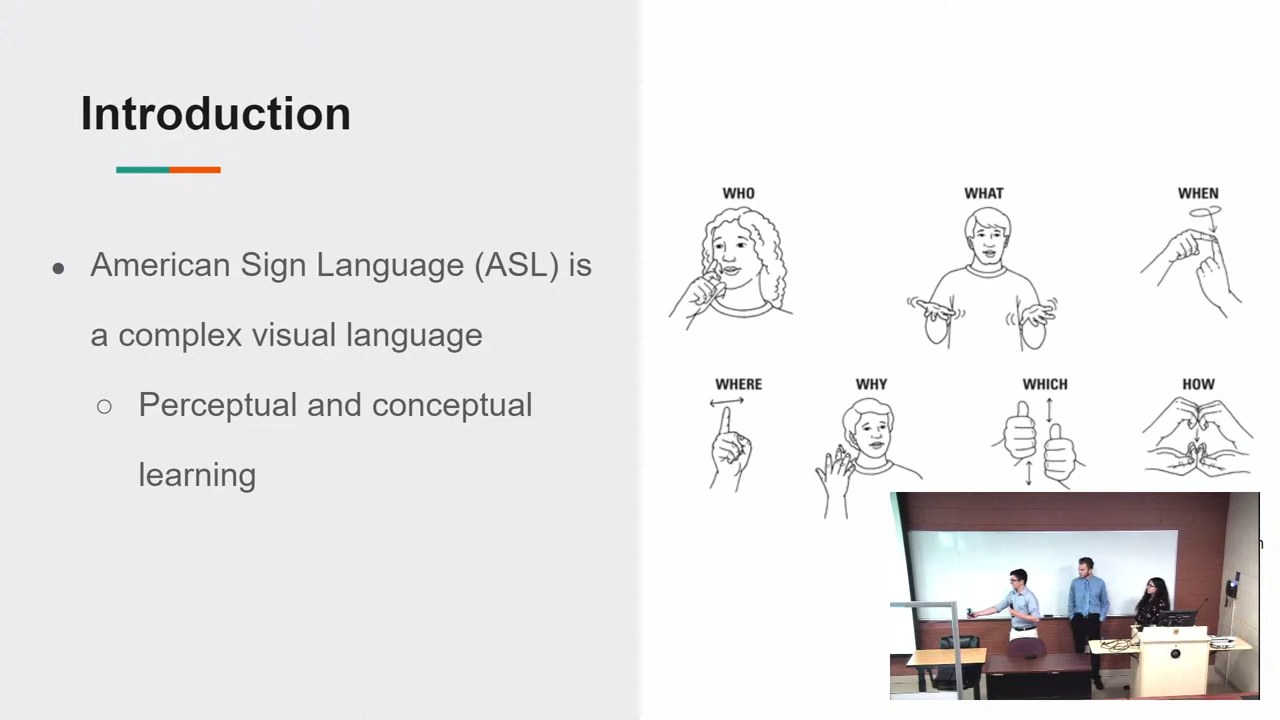 Introduction
● American Sign Language (ASL) is
a complex visual language
○ Perceptual and conceptual
learning
WHO
WHAT
WHEN
WHERE
WHY
WHICH
HOW